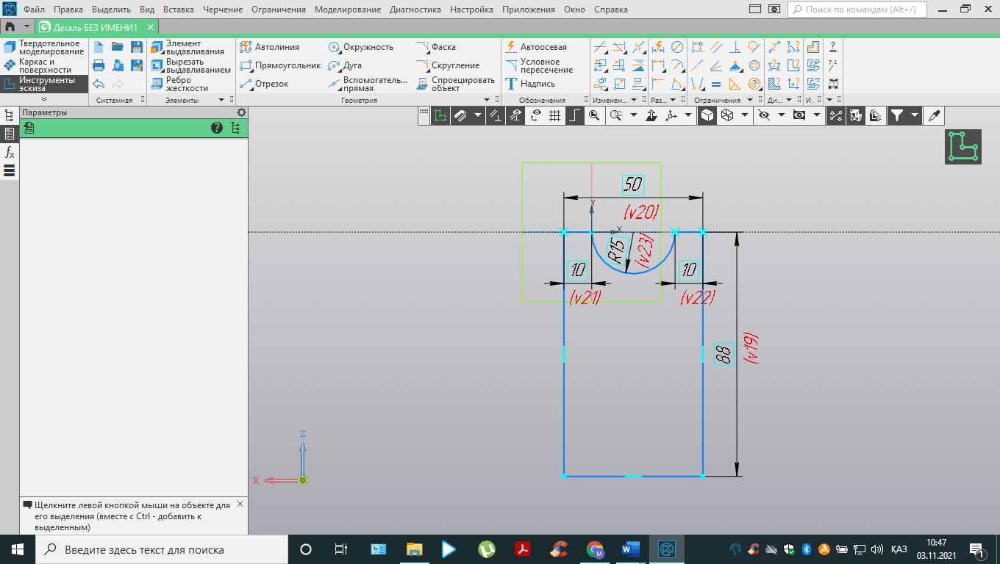 Файл Правка Выделить Вид Вставка Черчение Ограничения Моделирование Диагностика Настройка Приложения Окно Справка
Поиск по командам (Alt+/)
Деталь БЕЗ ИМЕНИ1
Твердотельное
моделирование
Каркас и
поверхности
Инструменты
эскиза
Системная
Элемент
выдавливания
Вырезать
выдавливанием
Ребро
жесткости
Элементы
Автолиния
Прямоугольник
Отрезок
Окружность
Дуга
Вспомогатель...
прямая
Фаска
Скругление
Спроецировать
объект
Геометрия
Автоосевая
Условное
пересечение
Надпись
Обозначения
Изменен...
Раз...
Ограничения
Ди...
И.
Параметры
50
(v20)
Y
X
R15
(v23)
10
(v21)
10
(v22)
88
(v19)
Z
X
Щелкните левой кнопкой мыши на объекте для
его выделения (вместе с Ctrl - добавить к
выделенным)
Введите здесь текст для поиска
ҚАЗ
10:47
03.11.2021
1